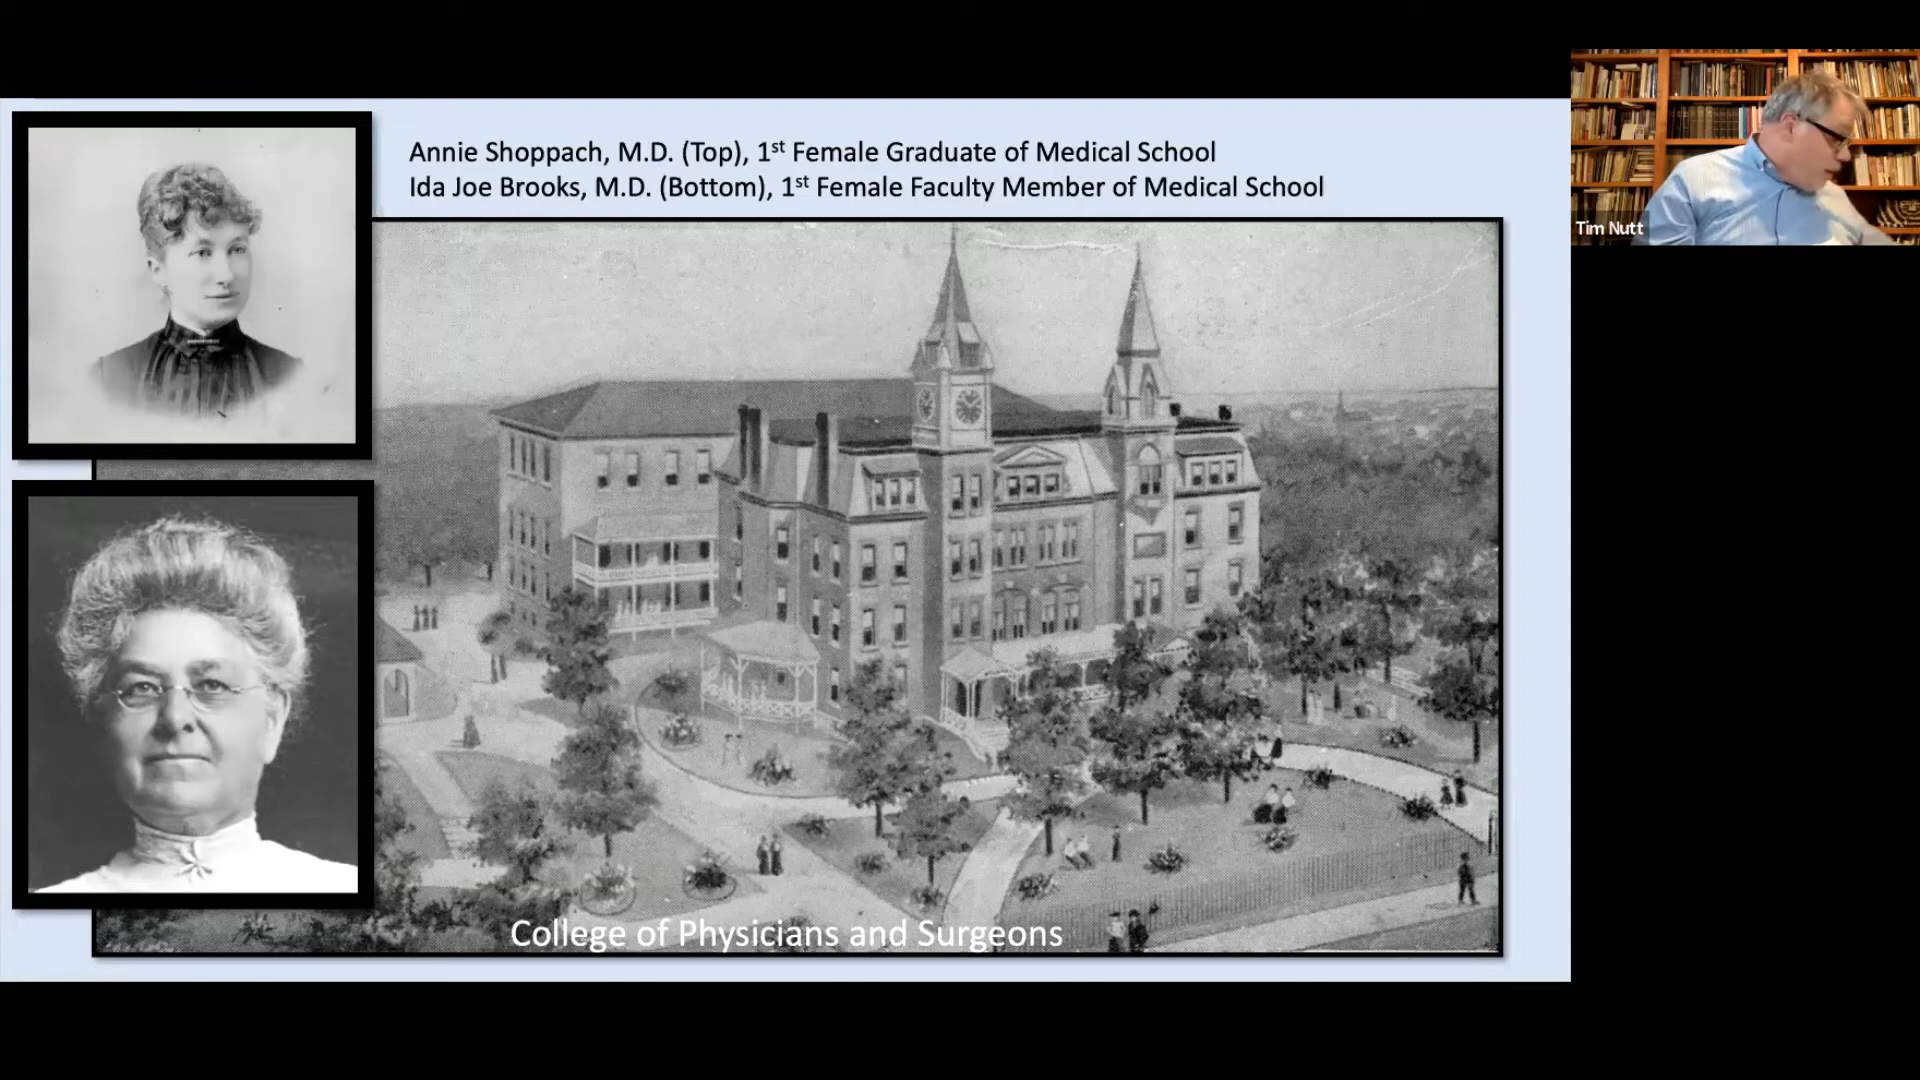 Annie Shoppach, M.D. (Top), 1st Female Graduate of Medical School
Ida Joe Brooks, M.D. (Bottom), 1st Female Faculty Member of Medical School
Tim Nutt
College of Physicians and Surgeons